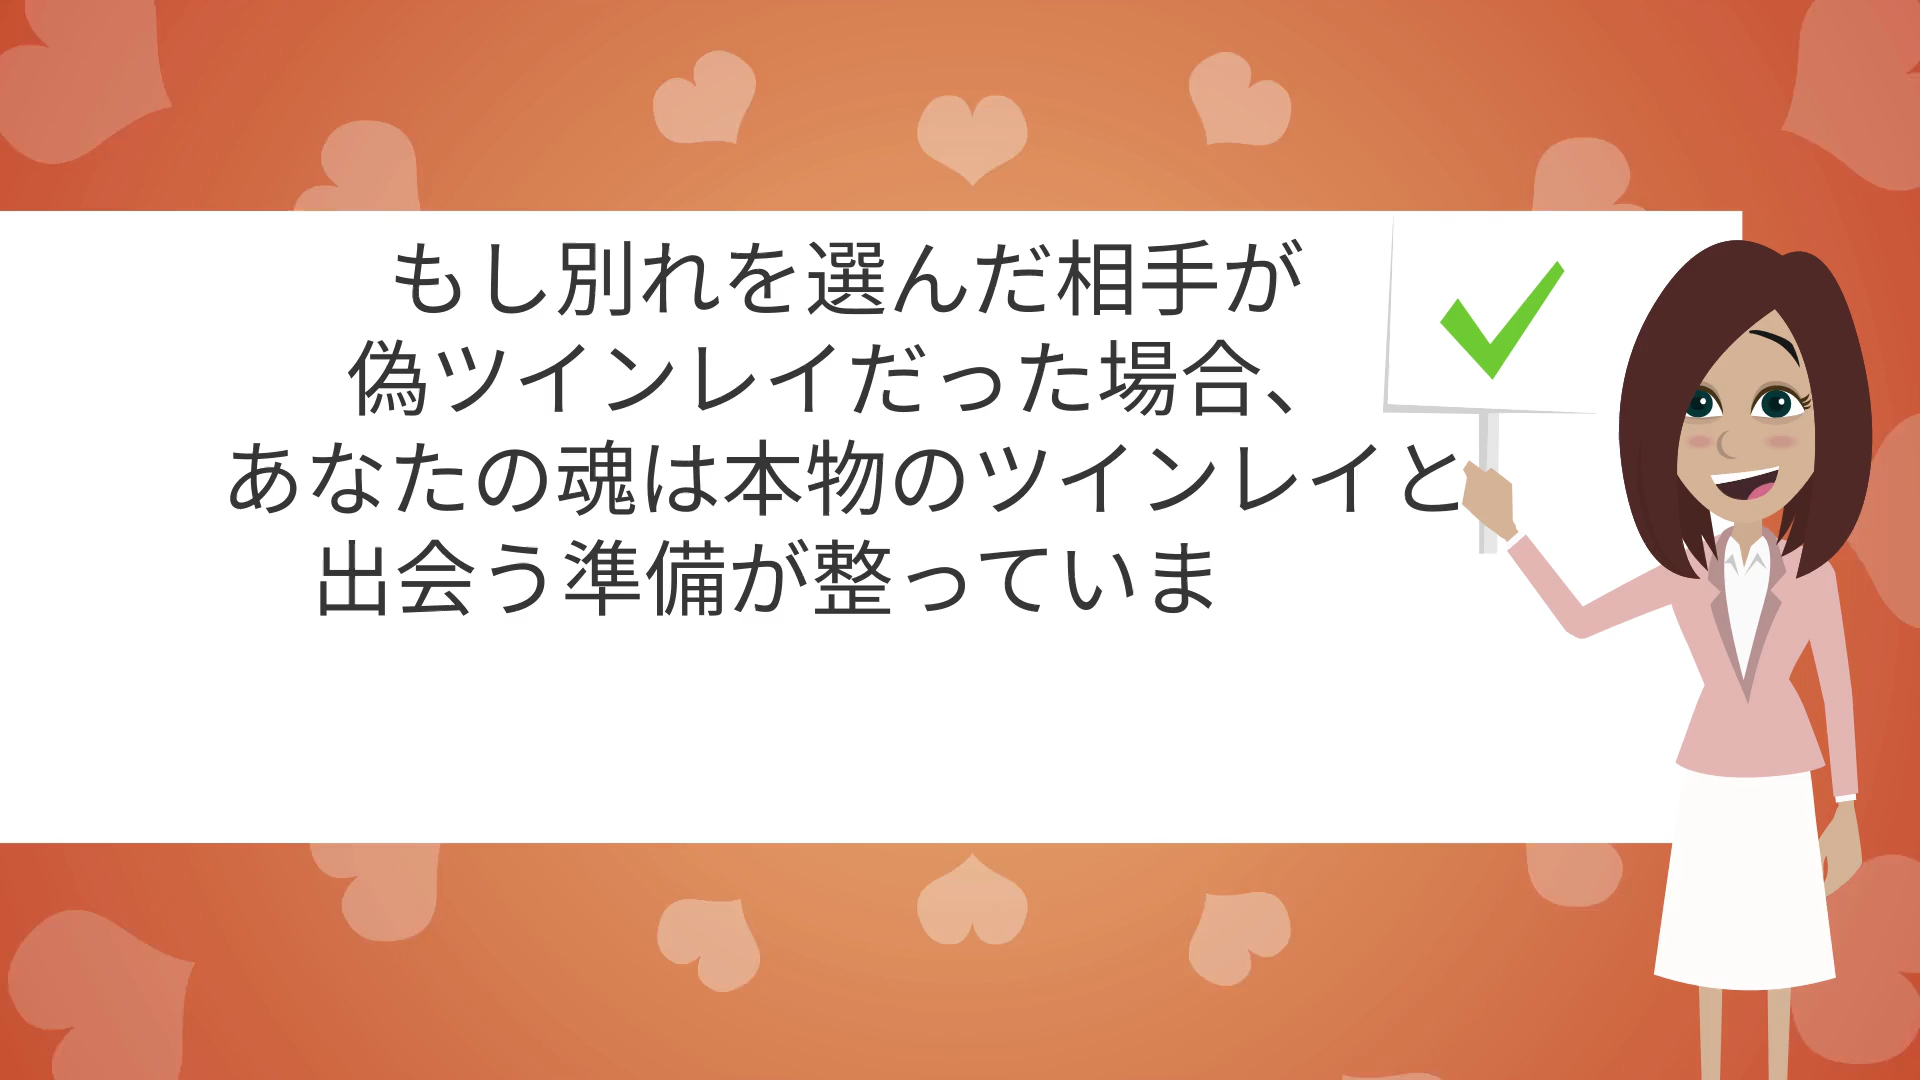 もし別れを選んだ相手が
偽ツインレイだった場合、
あなたの魂は本物のツインレイと
出会う準備が整っていま